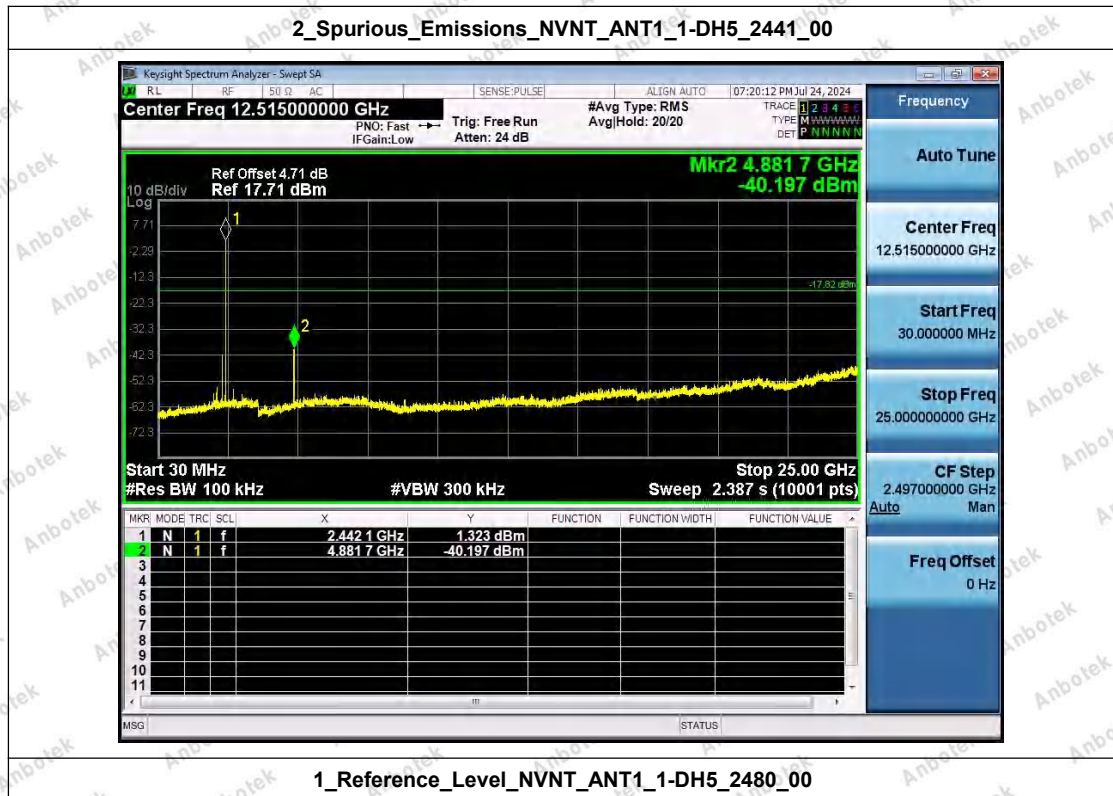 2_Spurious_Emissions_NVNT_ANT1_1-DH5_2441_00
Keysight Spectrum Analyzer - Swept SA
RL RF 50 Ω AC SENSE:PULSE ALIGN AUTO 07:20:12 PM Jul 24, 2024
Center Freq 12.515000000 GHz
PNO: Fast
IFGain:Low
Trig: Free Run
Atten: 24 dB
#Avg Type: RMS
Avg|Hold: 20/20
TRACE 1 2 3 4 5 6
TYPE M W W W W W
DET P N N N N N
Ref Offset 4.71 dB
10 dB/div Ref 17.71 dBm
Log
Mkr2 4.881 7 GHz
-40.197 dBm
7.71
-2.29
-12.3
-22.3
-32.3
-42.3
-52.3
-62.3
-72.3
1
2
-17.82 dBm
Start 30 MHz Stop 25.00 GHz
#Res BW 100 kHz #VBW 300 kHz Sweep 2.387 s (10001 pts)
MKR MODE TRC SCL X Y FUNCTION FUNCTION WIDTH FUNCTION VALUE
1 N 1 f 2.442 1 GHz 1.323 dBm
2 N 1 f 4.881 7 GHz -40.197 dBm
3
4
5
6
7
8
9
10
11
MSG STATUS
Frequency
Auto Tune
Center Freq
12.515000000 GHz
Start Freq
30.000000 MHz
Stop Freq
25.000000000 GHz
CF Step
2.497000000 GHz
Auto Man
Freq Offset
0 Hz
1_Reference_Level_NVNT_ANT1_1-DH5_2480_00
Anbotek